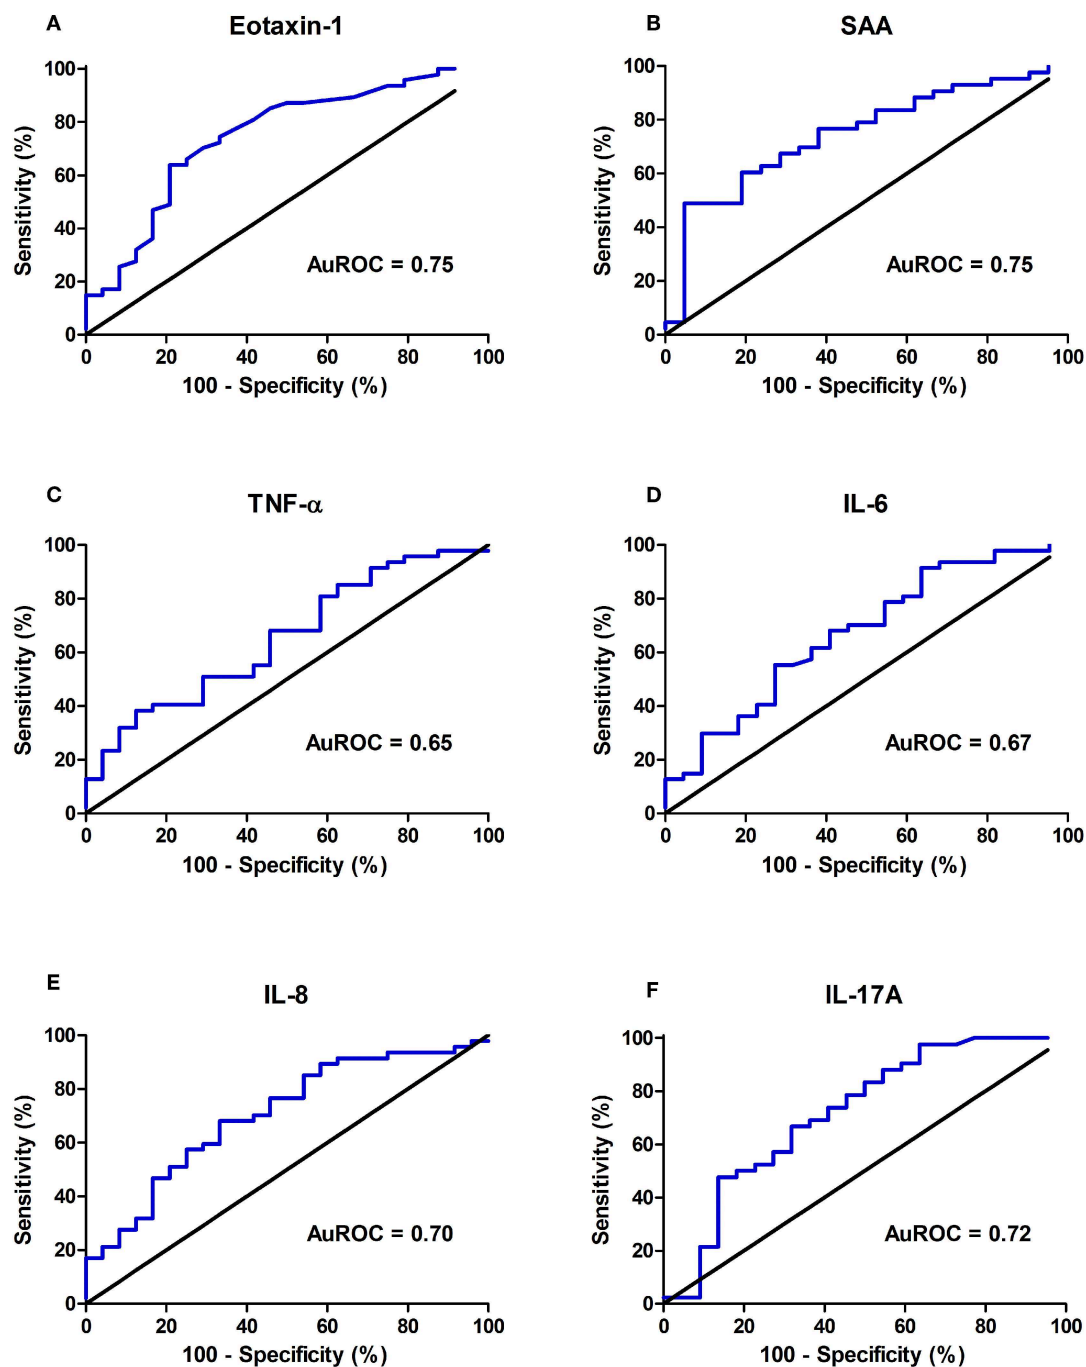 A
Eotaxin-1
Sensitivity (%)
100
80
60
40
20
0
AuROC = 0.75
0 20 40 60 80 100
100 - Specificity (%)
B
SAA
Sensitivity (%)
100
80
60
40
20
0
AuROC = 0.75
0 20 40 60 80 100
100 - Specificity (%)
C
TNF-α
Sensitivity (%)
100
80
60
40
20
0
AuROC = 0.65
0 20 40 60 80 100
100 - Specificity (%)
D
IL-6
Sensitivity (%)
100
80
60
40
20
0
AuROC = 0.67
0 20 40 60 80 100
100 - Specificity (%)
E
IL-8
Sensitivity (%)
100
80
60
40
20
0
AuROC = 0.70
0 20 40 60 80 100
100 - Specificity (%)
F
IL-17A
Sensitivity (%)
100
80
60
40
20
0
AuROC = 0.72
0 20 40 60 80 100
100 - Specificity (%)